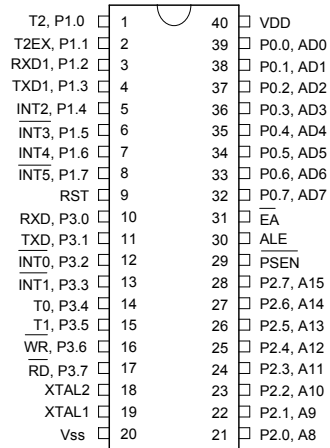 T2, P1.0 1 40 VDD
T2EX, P1.1 2 39 P0.0, AD0
RXD1, P1.2 3 38 P0.1, AD1
TXD1, P1.3 4 37 P0.2, AD2
INT2, P1.4 5 36 P0.3, AD3
INT3, P1.5 6 35 P0.4, AD4
INT4, P1.6 7 34 P0.5, AD5
INT5, P1.7 8 33 P0.6, AD6
RST 9 32 P0.7, AD7
RXD, P3.0 10 31 EA
TXD, P3.1 11 30 ALE
INT0, P3.2 12 29 PSEN
INT1, P3.3 13 28 P2.7, A15
T0, P3.4 14 27 P2.6, A14
T1, P3.5 15 26 P2.5, A13
WR, P3.6 16 25 P2.4, A12
RD, P3.7 17 24 P2.3, A11
XTAL2 18 23 P2.2, A10
XTAL1 19 22 P2.1, A9
Vss 20 21 P2.0, A8